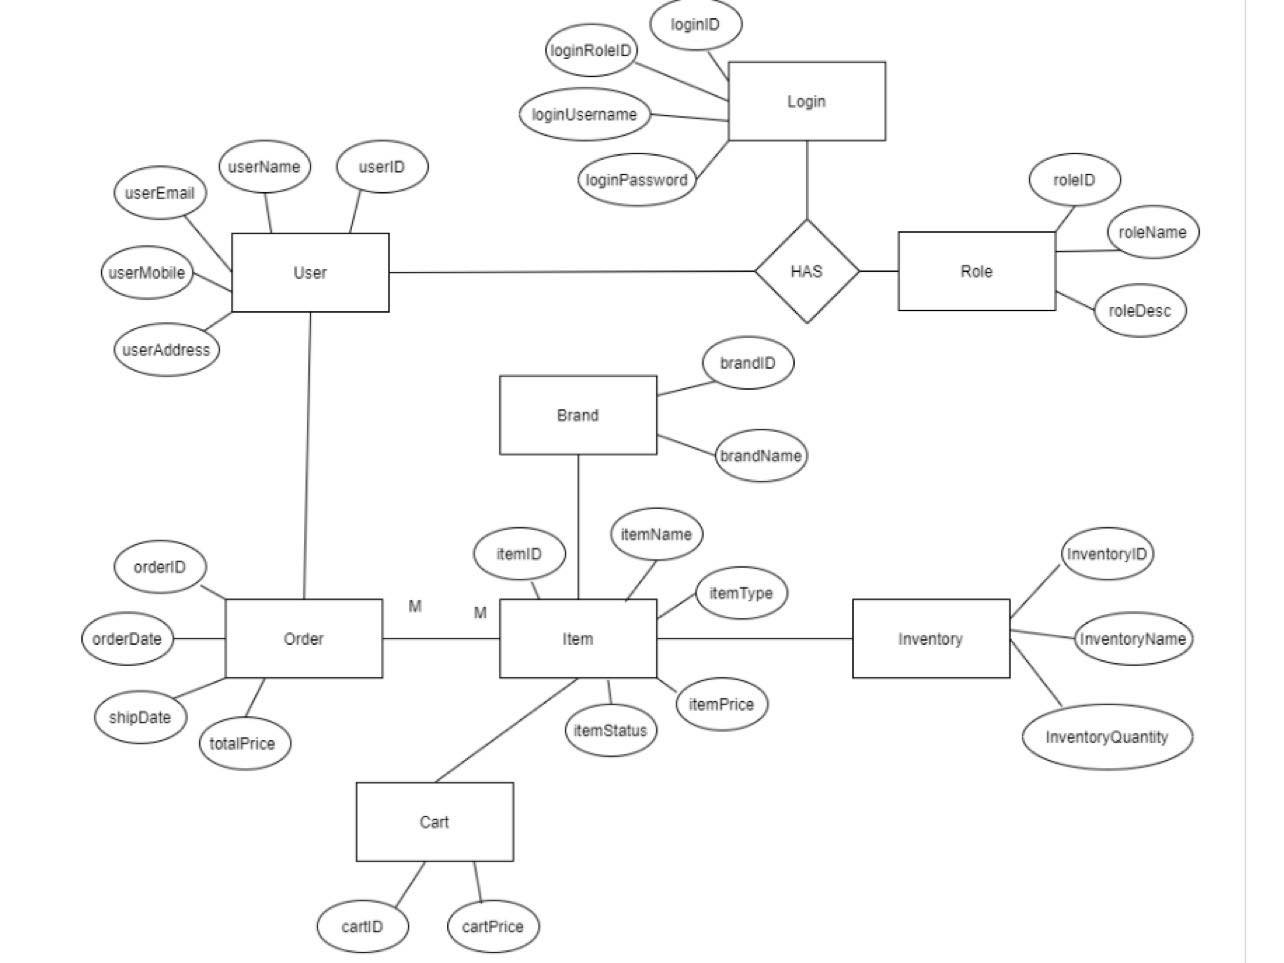 loginID
loginRoleID
Login
loginUsername
loginPassword
userName
userID
userEmail
userMobile
User
userAddress
HAS
Role
roleID
roleName
roleDesc
Brand
brandID
brandName
itemID
itemName
itemType
orderID
M
M
orderDate
Order
Item
Inventory
InventoryID
InventoryName
InventoryQuantity
shipDate
totalPrice
itemStatus
itemPrice
Cart
cartID
cartPrice